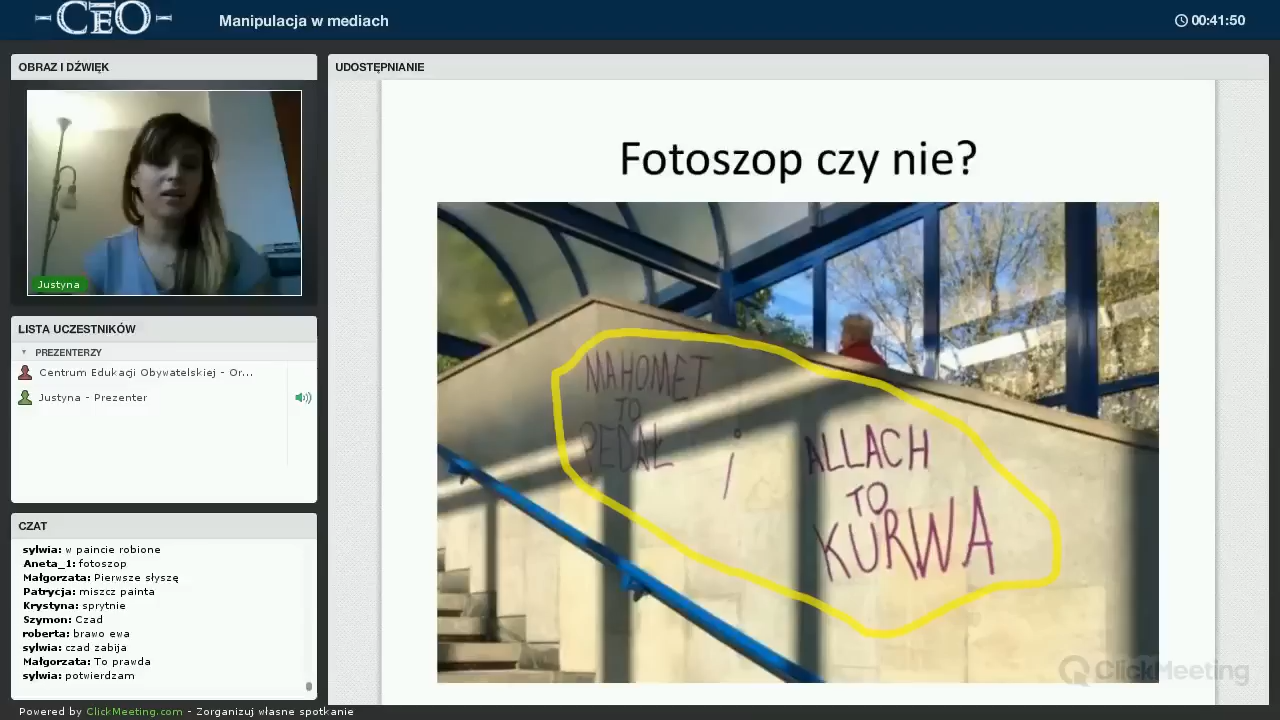 CEO
Manipulacja w mediach
00:41:50
OBRAZ I DŹWIĘK
Justyna
LISTA UCZESTNIKÓW
PREZENTERZY
Centrum Edukacji Obywatelskiej - Or...
Justyna - Prezenter
CZAT
sylwia: w paincie robione
Aneta_1: fotoszop
Małgorzata: Pierwsze słyszę
Patrycja: miszcz painta
Krystyna: sprytnie
Szymon: Czad
roberta: brawo ewa
sylwia: czad zabija
Małgorzata: To prawda
sylwia: potwierdzam
UDOSTĘPNIANIE
Fotoszop czy nie?
MAHOMET
TO
PEDAŁ
i
ALLACH
TO
KURWA
ClickMeeting
Powered by ClickMeeting.com - Zorganizuj własne spotkanie